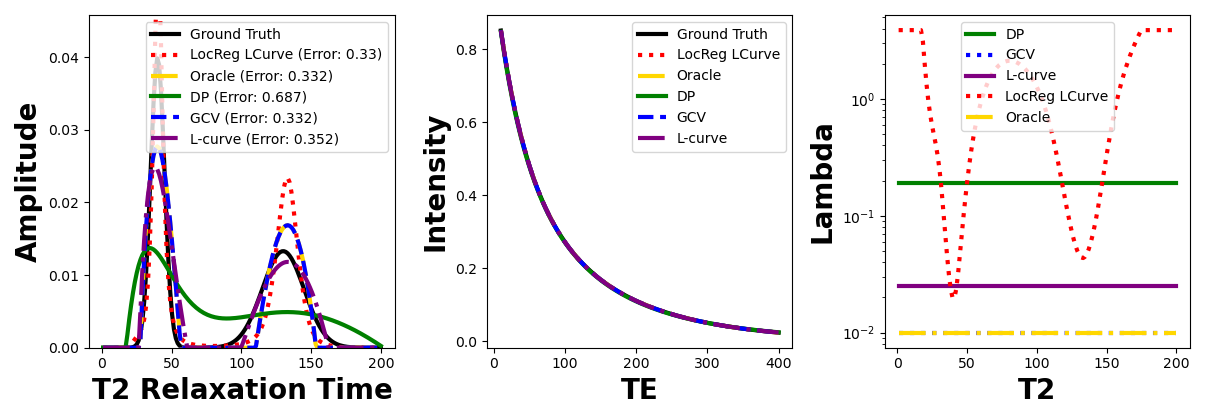 Amplitude
0.04
0.03
0.02
0.01
0.00
Ground Truth
LocReg LCurve (Error: 0.33)
Oracle (Error: 0.332)
DP (Error: 0.687)
GCV (Error: 0.332)
L-curve (Error: 0.352)
0 50 100 150 200
T2 Relaxation Time
Intensity
0.8
0.6
0.4
0.2
0.0
Ground Truth
LocReg LCurve
Oracle
DP
GCV
L-curve
0 100 200 300 400
TE
Lambda
10⁰
10⁻¹
10⁻²
DP
GCV
L-curve
LocReg LCurve
Oracle
0 50 100 150 200
T2